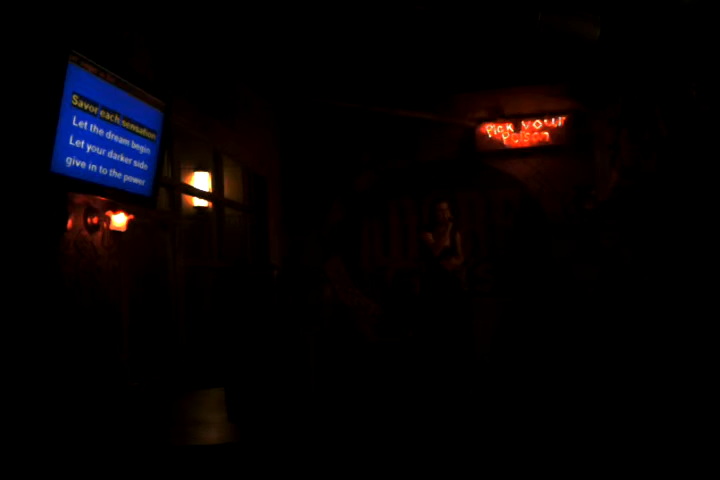 Savor each sensation
Let the dream begin
Let your darker side
give in to the power
Pick your
Poison